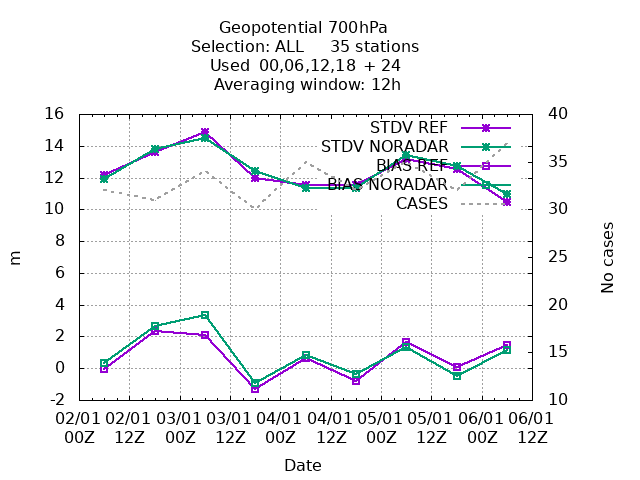 Geopotential 700hPa
Selection: ALL     35 stations
Used  00,06,12,18 + 24
Averaging window: 12h
16
14
12
10
8
6
4
2
0
-2
m
STDV REF
STDV NORADAR
BIAS REF
BIAS NORADAR
CASES
40
35
30
25
20
15
10
No cases
02/01 02/01 03/01 03/01 04/01 04/01 05/01 05/01 06/01 06/01
00Z 12Z 00Z 12Z 00Z 12Z 00Z 12Z 00Z 12Z
Date